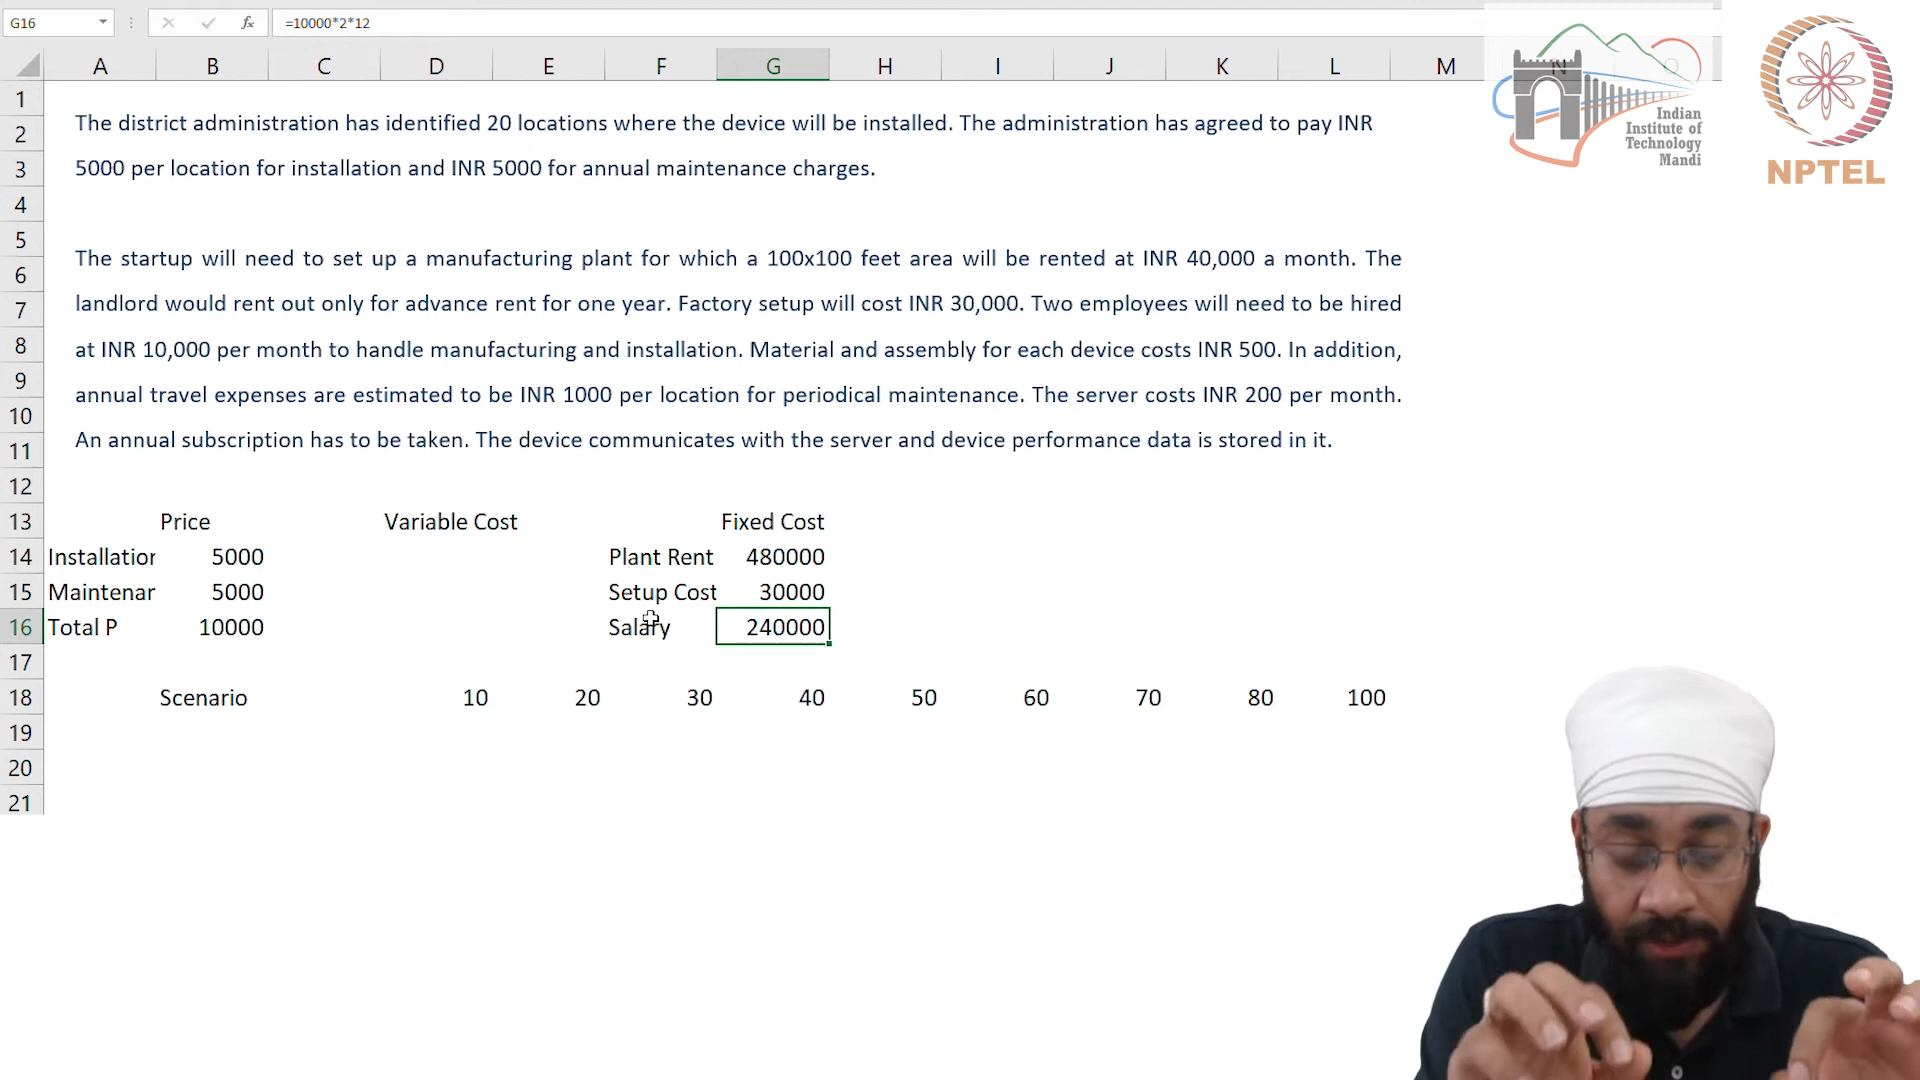 G16
fx
=10000*2*12
A B C D E F G H I J K L M N O
1
2
3
4
5
6
7
8
9
10
11
12
13
14
15
16
17
18
19
20
21
The district administration has identified 20 locations where the device will be installed. The administration has agreed to pay INR
5000 per location for installation and INR 5000 for annual maintenance charges.
The startup will need to set up a manufacturing plant for which a 100x100 feet area will be rented at INR 40,000 a month. The
landlord would rent out only for advance rent for one year. Factory setup will cost INR 30,000. Two employees will need to be hired
at INR 10,000 per month to handle manufacturing and installation. Material and assembly for each device costs INR 500. In addition,
annual travel expenses are estimated to be INR 1000 per location for periodical maintenance. The server costs INR 200 per month.
An annual subscription has to be taken. The device communicates with the server and device performance data is stored in it.
Price Variable Cost Fixed Cost
Installation 5000 Plant Rent 480000
Maintenar 5000 Setup Cost 30000
Total P 10000 Salary 240000
Scenario 10 20 30 40 50 60 70 80 100
Indian
Institute of
Technology
Mandi
NPTEL